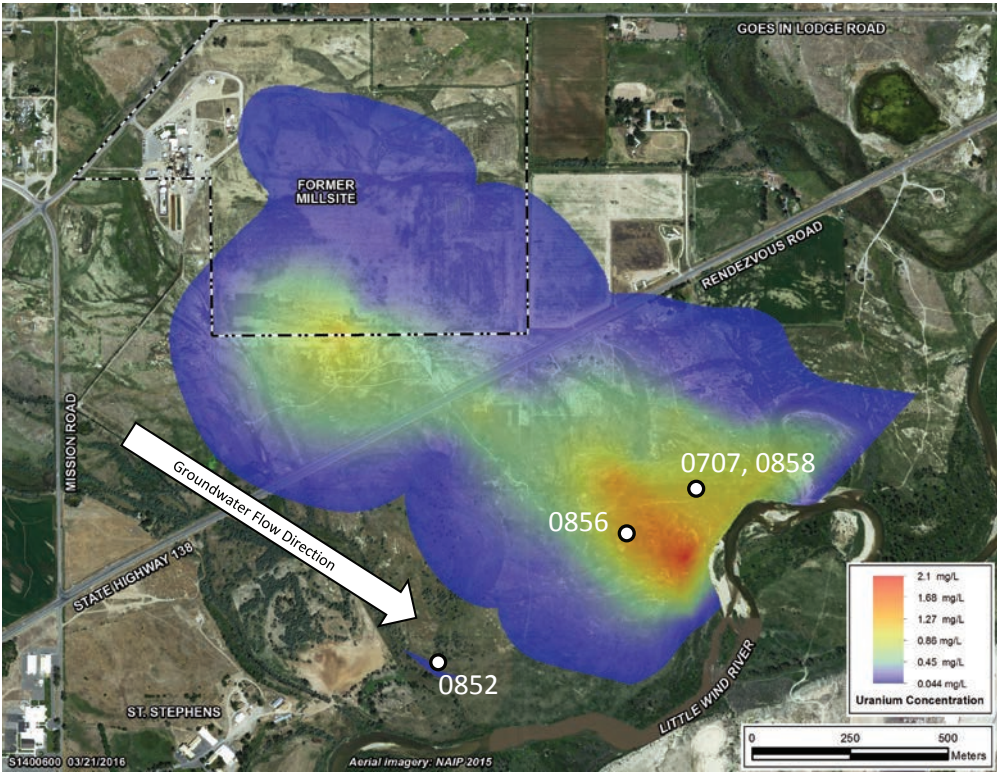 GOES IN LODGE ROAD
FORMER
MILLSITE
RENDEZVOUS ROAD
MISSION ROAD
0707, 0858
0856
Groundwater Flow Direction
STATE HIGHWAY 138
0852
ST. STEPHENS
LITTLE WIND RIVER
2.1 mg/L
1.68 mg/L
1.27 mg/L
0.86 mg/L
0.45 mg/L
0.044 mg/L
Uranium Concentration
0 250 500
Meters
S1400600 03/21/2016
Aerial imagery: NAIP 2015